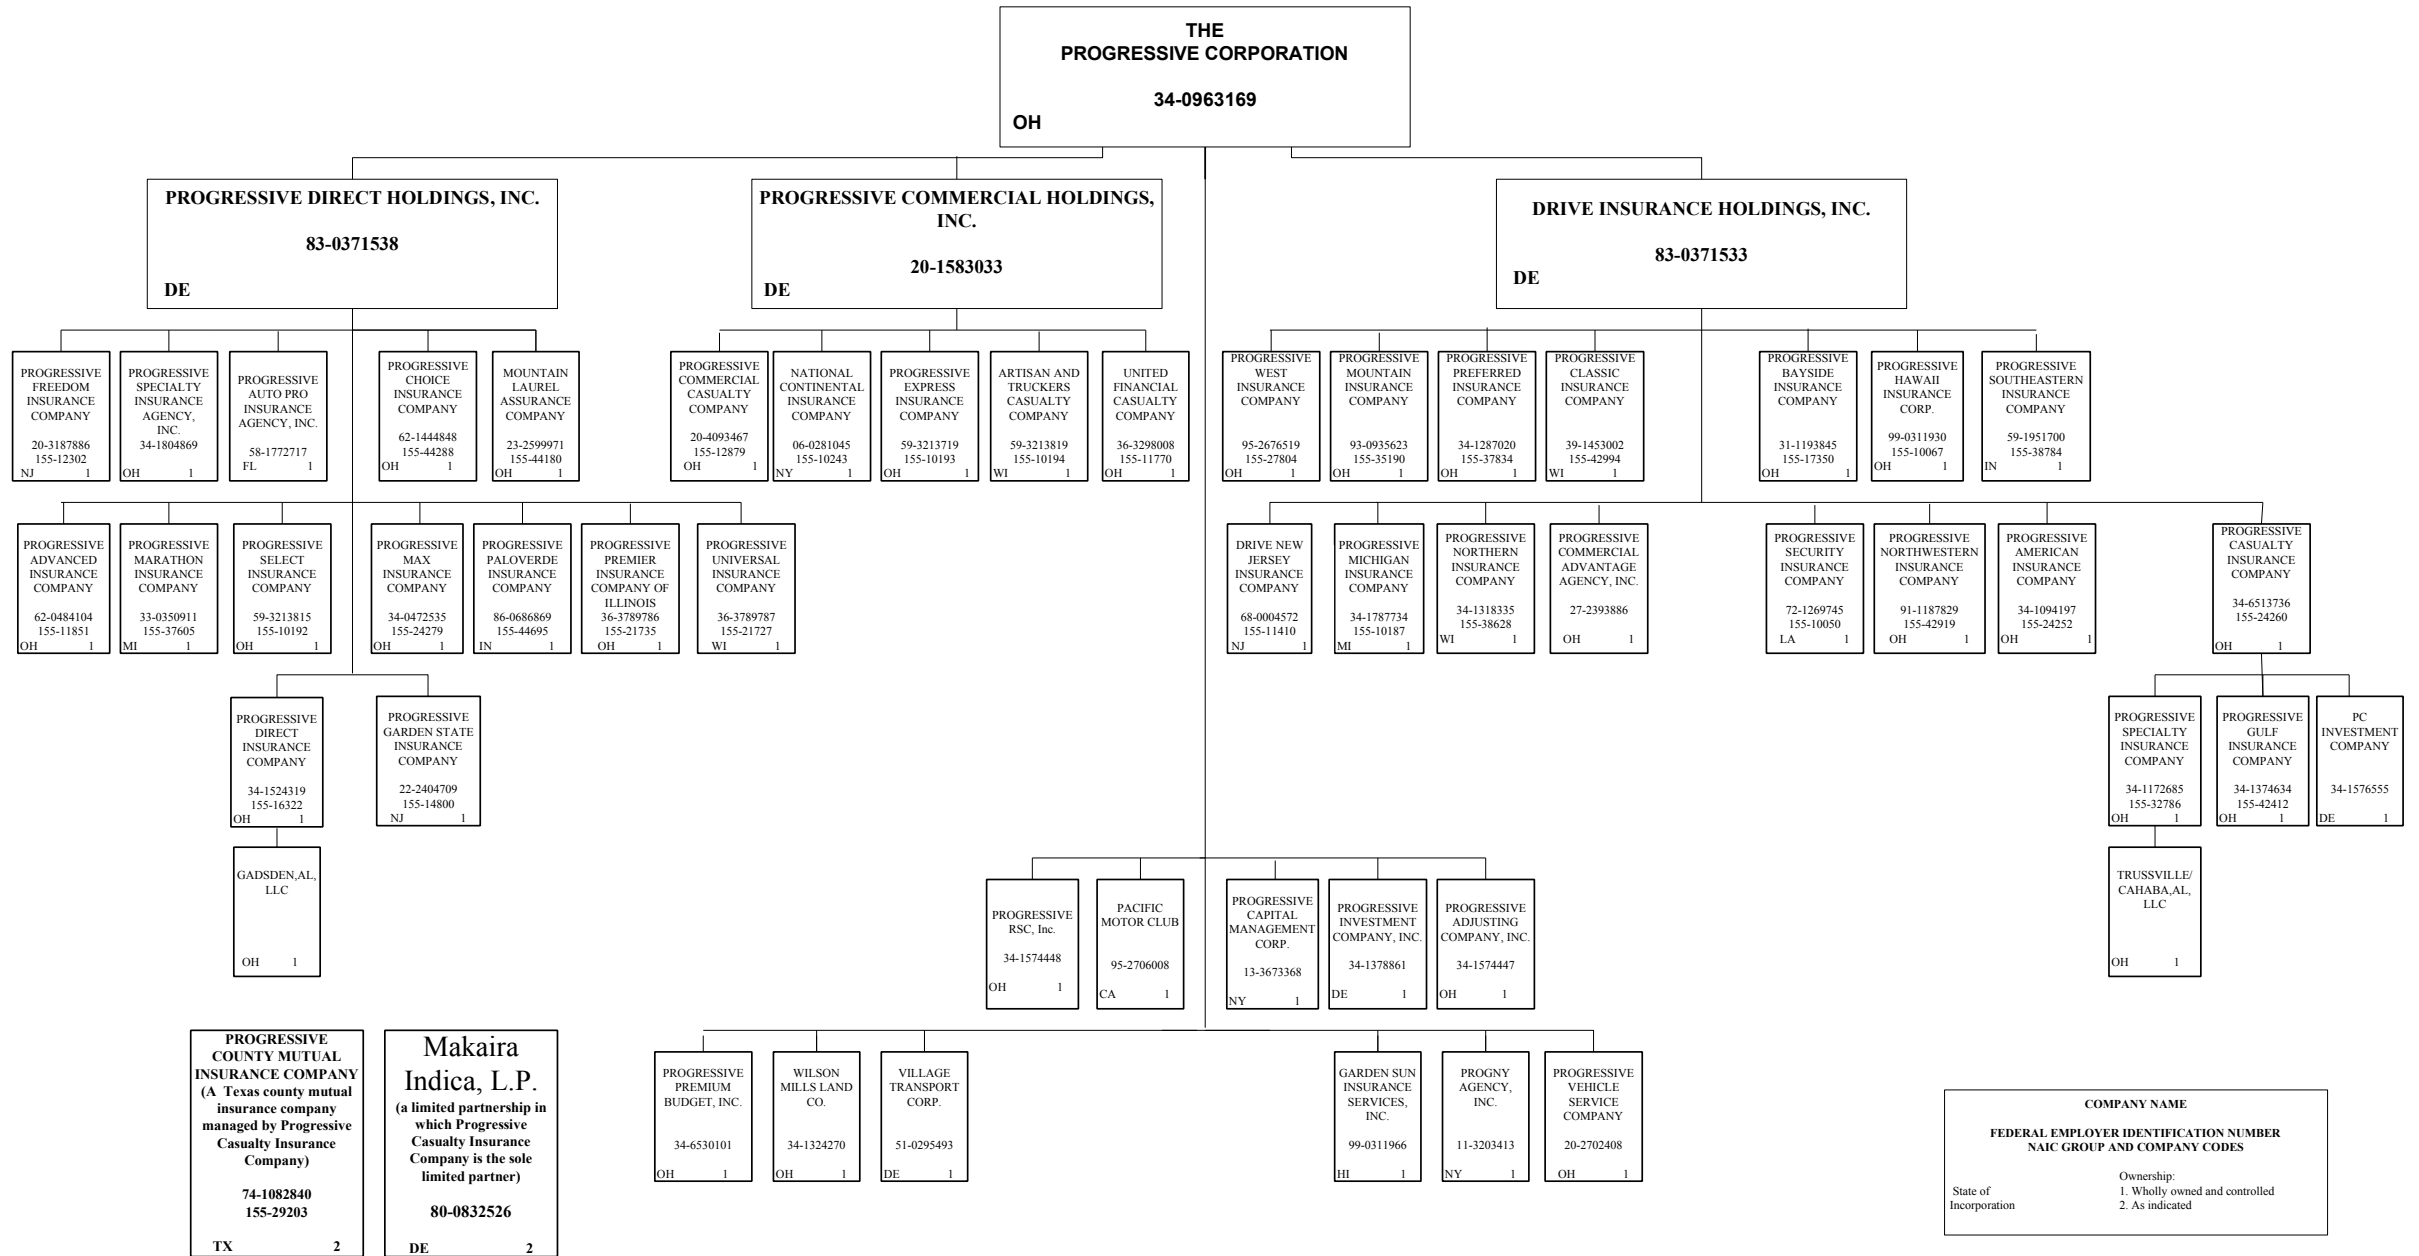 THE
PROGRESSIVE CORPORATION
34-0963169
OH
PROGRESSIVE DIRECT HOLDINGS, INC.
83-0371538
DE
PROGRESSIVE COMMERCIAL HOLDINGS,
INC.
20-1583033
DE
DRIVE INSURANCE HOLDINGS, INC.
83-0371533
DE
PROGRESSIVE
FREEDOM
INSURANCE
COMPANY
20-3187886
155-12302
NJ 1
PROGRESSIVE
SPECIALTY
INSURANCE
AGENCY,
INC.
34-1804869
OH 1
PROGRESSIVE
AUTO PRO
INSURANCE
AGENCY, INC.
58-1772717
FL 1
PROGRESSIVE
CHOICE
INSURANCE
COMPANY
62-1444848
155-44288
OH 1
MOUNTAIN
LAUREL
ASSURANCE
COMPANY
23-2599971
155-44180
OH 1
PROGRESSIVE
COMMERCIAL
CASUALTY
COMPANY
20-4093467
155-12879
OH 1
NATIONAL
CONTINENTAL
INSURANCE
COMPANY
06-0281045
155-10243
NY 1
PROGRESSIVE
EXPRESS
INSURANCE
COMPANY
59-3213719
155-10193
OH 1
ARTISAN AND
TRUCKERS
CASUALTY
COMPANY
59-3213819
155-10194
WI 1
UNITED
FINANCIAL
CASUALTY
COMPANY
36-3298008
155-11770
OH 1
PROGRESSIVE
WEST
INSURANCE
COMPANY
95-2676519
155-27804
OH 1
PROGRESSIVE
MOUNTAIN
INSURANCE
COMPANY
93-0935623
155-35190
OH 1
PROGRESSIVE
PREFERRED
INSURANCE
COMPANY
34-1287020
155-37834
OH 1
PROGRESSIVE
CLASSIC
INSURANCE
COMPANY
39-1453002
155-42994
WI 1
PROGRESSIVE
BAYSIDE
INSURANCE
COMPANY
31-1193845
155-17350
OH 1
PROGRESSIVE
HAWAII
INSURANCE
CORP.
99-0311930
155-10067
OH 1
PROGRESSIVE
SOUTHEASTERN
INSURANCE
COMPANY
59-1951700
155-38784
IN 1
PROGRESSIVE
ADVANCED
INSURANCE
COMPANY
62-0484104
155-11851
OH 1
PROGRESSIVE
MARATHON
INSURANCE
COMPANY
33-0350911
155-37605
MI 1
PROGRESSIVE
SELECT
INSURANCE
COMPANY
59-3213815
155-10192
OH 1
PROGRESSIVE
MAX
INSURANCE
COMPANY
34-0472535
155-24279
OH 1
PROGRESSIVE
PALOVERDE
INSURANCE
COMPANY
86-0686869
155-44695
IN 1
PROGRESSIVE
PREMIER
INSURANCE
COMPANY OF
ILLINOIS
36-3789786
155-21735
OH 1
PROGRESSIVE
UNIVERSAL
INSURANCE
COMPANY
36-3789787
155-21727
WI 1
DRIVE NEW
JERSEY
INSURANCE
COMPANY
68-0004572
155-11410
NJ 1
PROGRESSIVE
MICHIGAN
INSURANCE
COMPANY
34-1787734
155-10187
MI 1
PROGRESSIVE
NORTHERN
INSURANCE
COMPANY
34-1318335
155-38628
WI 1
PROGRESSIVE
COMMERCIAL
ADVANTAGE
AGENCY, INC.
27-2393886
OH 1
PROGRESSIVE
SECURITY
INSURANCE
COMPANY
72-1269745
155-10050
LA 1
PROGRESSIVE
NORTHWESTERN
INSURANCE
COMPANY
91-1187829
155-42919
OH 1
PROGRESSIVE
AMERICAN
INSURANCE
COMPANY
34-1094197
155-24252
OH 1
PROGRESSIVE
CASUALTY
INSURANCE
COMPANY
34-6513736
155-24260
OH 1
PROGRESSIVE
DIRECT
INSURANCE
COMPANY
34-1524319
155-16322
OH 1
PROGRESSIVE
GARDEN STATE
INSURANCE
COMPANY
22-2404709
155-14800
NJ 1
PROGRESSIVE
SPECIALTY
INSURANCE
COMPANY
34-1172685
155-32786
OH 1
PROGRESSIVE
GULF
INSURANCE
COMPANY
34-1374634
155-42412
OH 1
PC
INVESTMENT
COMPANY
34-1576555
DE 1
GADSDEN,AL,
LLC
OH 1
PROGRESSIVE
RSC, Inc.
34-1574448
OH 1
PACIFIC
MOTOR CLUB
95-2706008
CA 1
PROGRESSIVE
CAPITAL
MANAGEMENT
CORP.
13-3673368
NY 1
PROGRESSIVE
INVESTMENT
COMPANY, INC.
34-1378861
DE 1
PROGRESSIVE
ADJUSTING
COMPANY, INC.
34-1574447
OH 1
TRUSSVILLE/
CAHABA,AL,
LLC
OH 1
PROGRESSIVE
COUNTY MUTUAL
INSURANCE COMPANY
(A Texas county mutual
insurance company
managed by Progressive
Casualty Insurance
Company)
74-1082840
155-29203
TX 2
Makaira
Indica, L.P.
(a limited partnership in
which Progressive
Casualty Insurance
Company is the sole
limited partner)
80-0832526
DE 2
PROGRESSIVE
PREMIUM
BUDGET, INC.
34-6530101
OH 1
WILSON
MILLS LAND
CO.
34-1324270
OH 1
VILLAGE
TRANSPORT
CORP.
51-0295493
DE 1
GARDEN SUN
INSURANCE
SERVICES,
INC.
99-0311966
HI 1
PROGNY
AGENCY,
INC.
11-3203413
NY 1
PROGRESSIVE
VEHICLE
SERVICE
COMPANY
20-2702408
OH 1
COMPANY NAME
FEDERAL EMPLOYER IDENTIFICATION NUMBER
NAIC GROUP AND COMPANY CODES
Ownership:
State of 1. Wholly owned and controlled
Incorporation 2. As indicated